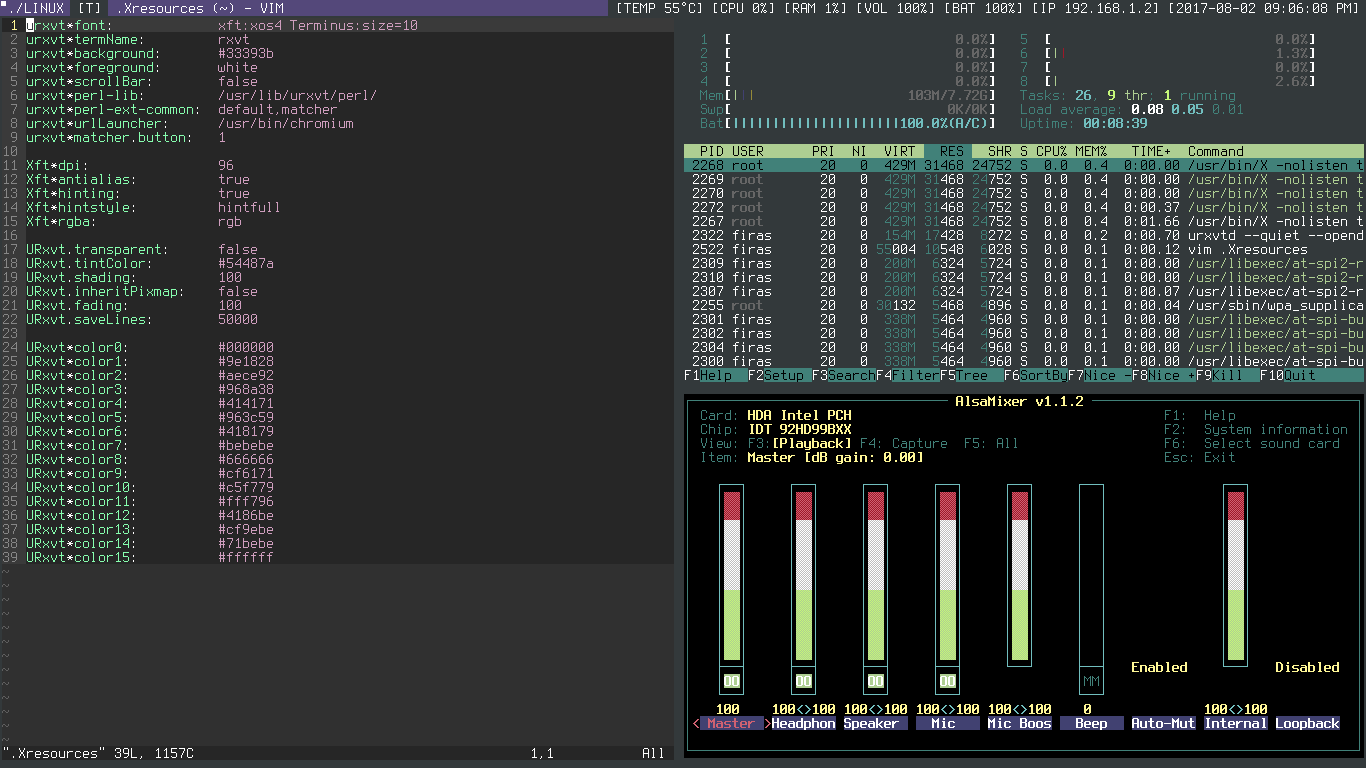 ./LINUX [T] .Xresources (~) - VIM [TEMP 55°C] [CPU 0%] [RAM 1%] [VOL 100%] [BAT 100%] [IP 192.168.1.2] [2017-08-02 09:06:08 PM]
1 urxvt*font: xft:xos4 Terminus:size=10
2 urxvt*termName: rxvt
3 urxvt*background: #33393b
4 urxvt*foreground: white
5 urxvt*scrollBar: false
6 urxvt*perl-lib: /usr/lib/urxvt/perl/
7 urxvt*perl-ext-common: default,matcher
8 urxvt*urlLauncher: /usr/bin/chromium
9 urxvt*matcher.button: 1
10
11 Xft*dpi: 96
12 Xft*antialias: true
13 Xft*hinting: true
14 Xft*hintstyle: hintfull
15 Xft*rgba: rgb
16
17 URxvt.transparent: false
18 URxvt.tintColor: #54487a
19 URxvt.shading: 100
20 URxvt.inheritPixmap: false
21 URxvt.fading: 100
22 URxvt.saveLines: 50000
23
24 URxvt*color0: #000000
25 URxvt*color1: #9e1828
26 URxvt*color2: #aece92
27 URxvt*color3: #968a38
28 URxvt*color4: #414171
29 URxvt*color5: #963c59
30 URxvt*color6: #418179
31 URxvt*color7: #bebebe
32 URxvt*color8: #666666
33 URxvt*color9: #cf6171
34 URxvt*color10: #c5f779
35 URxvt*color11: #fff796
36 URxvt*color12: #4186be
37 URxvt*color13: #cf9ebe
38 URxvt*color14: #71bebe
39 URxvt*color15: #ffffff
~
~
~
~
~
~
~
~
~
~
~
~
~
".Xresources" 39L, 1157C 1,1 All
1 [ 0.0%] 5 [ 0.0%]
2 [ 0.0%] 6 [| 1.3%]
3 [ 0.0%] 7 [ 0.0%]
4 [ 0.0%] 8 [| 2.6%]
Mem[||| 103M/7.72G] Tasks: 26, 9 thr; 1 running
Swp[ 0K/0K] Load average: 0.08 0.05 0.01
Bat[|||||||||||||||||||||100.0%(A/C)] Uptime: 00:08:39
PID USER PRI NI VIRT RES SHR S CPU% MEM% TIME+ Command
2268 root 20 0 429M 31468 24752 S 0.0 0.4 0:00.00 /usr/bin/X -nolisten t
2269 root 20 0 429M 31468 24752 S 0.0 0.4 0:00.00 /usr/bin/X -nolisten t
2270 root 20 0 429M 31468 24752 S 0.0 0.4 0:00.00 /usr/bin/X -nolisten t
2272 root 20 0 429M 31468 24752 S 0.0 0.4 0:00.37 /usr/bin/X -nolisten t
2267 root 20 0 429M 31468 24752 S 0.0 0.4 0:01.66 /usr/bin/X -nolisten t
2322 firas 20 0 154M 17428 8272 S 0.0 0.2 0:00.70 urxvtd --quiet --opend
2522 firas 20 0 55004 10548 6028 S 0.0 0.1 0:00.12 vim .Xresources
2309 firas 20 0 200M 6324 5724 S 0.0 0.1 0:00.00 /usr/libexec/at-spi2-r
2310 firas 20 0 200M 6324 5724 S 0.0 0.1 0:00.00 /usr/libexec/at-spi2-r
2307 firas 20 0 200M 6324 5724 S 0.0 0.1 0:00.00 /usr/libexec/at-spi2-r
2255 root 20 0 30132 5468 4896 S 0.0 0.1 0:00.04 /usr/sbin/wpa_supplica
2301 firas 20 0 338M 5464 4960 S 0.0 0.1 0:00.00 /usr/libexec/at-spi-bu
2302 firas 20 0 338M 5464 4960 S 0.0 0.1 0:00.00 /usr/libexec/at-spi-bu
2304 firas 20 0 338M 5464 4960 S 0.0 0.1 0:00.00 /usr/libexec/at-spi-bu
2300 firas 20 0 338M 5464 4960 S 0.0 0.1 0:00.00 /usr/libexec/at-spi-bu
F1Help F2Setup F3SearchF4FilterF5Tree F6SortByF7Nice -F8Nice +F9Kill F10Quit
AlsaMixer v1.1.2
Card: HDA Intel PCH F1: Help
Chip: IDT 92HD99BXX F2: System information
View: F3:[Playback] F4: Capture F5: All F6: Select sound card
Item: Master [dB gain: 0.00] Esc: Exit
Enabled Disabled
OO OO OO OO MM
100 100<>100 100<>100 100<>100 100<>100 0 100<>100
< Master >Headphon Speaker Mic Mic Boos Beep Auto-Mut Internal Loopback